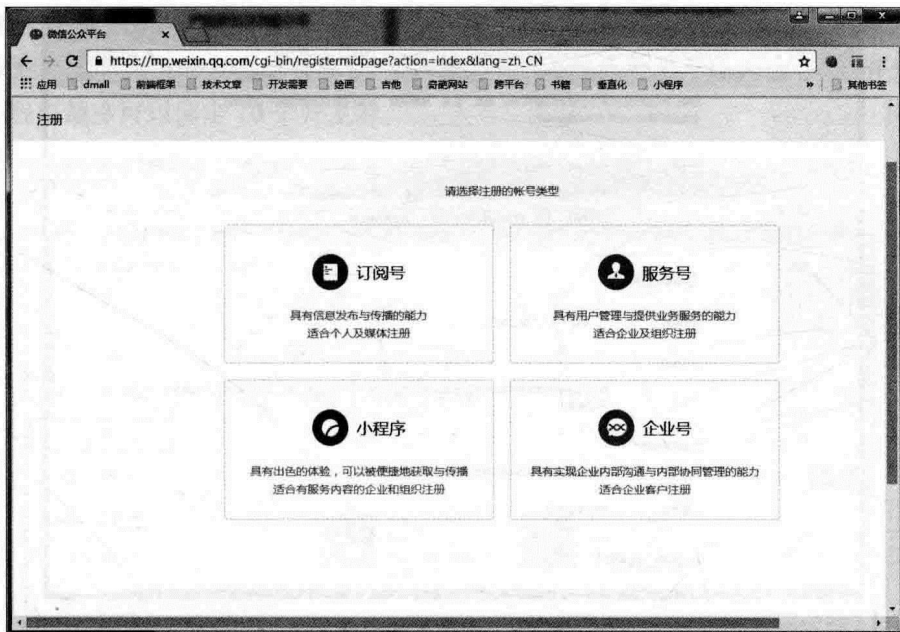 微信公众平台
https://mp.weixin.qq.com/cgi-bin/registermidpage?action=index&lang=zh_CN
应用 dmall 前端框架 技术文章 开发需要 绘画 吉他 奇葩网站 跨平台 书籍 垂直化 小程序 » 其他书签
注册
请选择注册的帐号类型
订阅号
具有信息发布与传播的能力
适合个人及媒体注册
服务号
具有用户管理与提供业务服务的能力
适合企业及组织注册
小程序
具有出色的体验，可以被便捷地获取与传播
适合有服务内容的企业和组织注册
企业号
具有实现企业内部沟通与内部协同管理的能力
适合企业客户注册